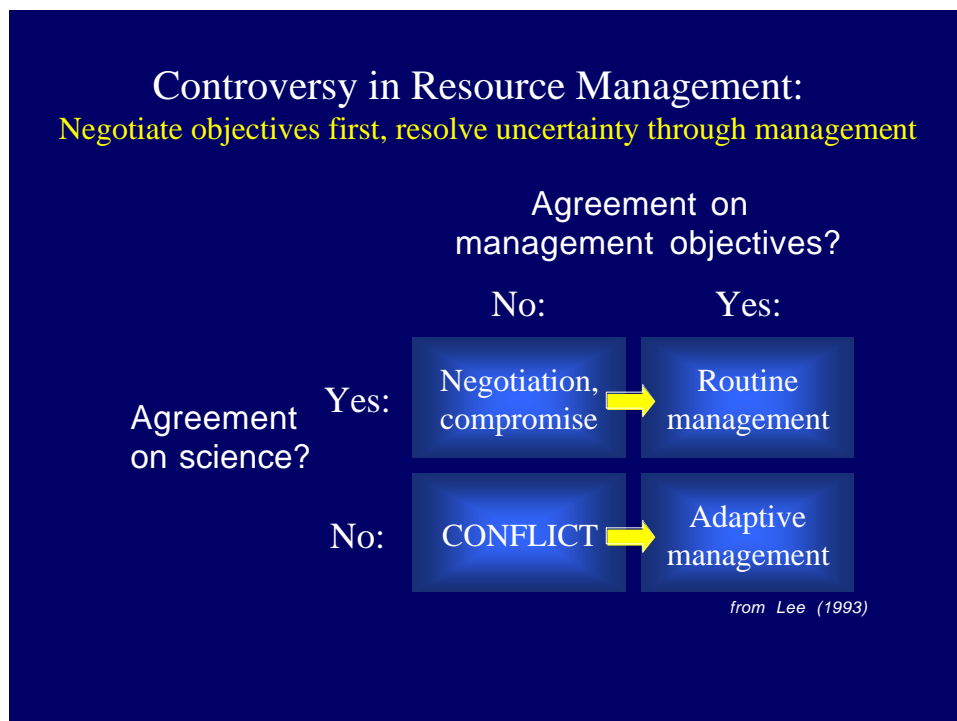 Controversy in Resource Management:
Negotiate objectives first, resolve uncertainty through management
Agreement on
management objectives?
No:
Yes:
Yes:
Negotiation,
compromise
Routine
management
Agreement
on science?
No:
CONFLICT
Adaptive
management
from Lee (1993)